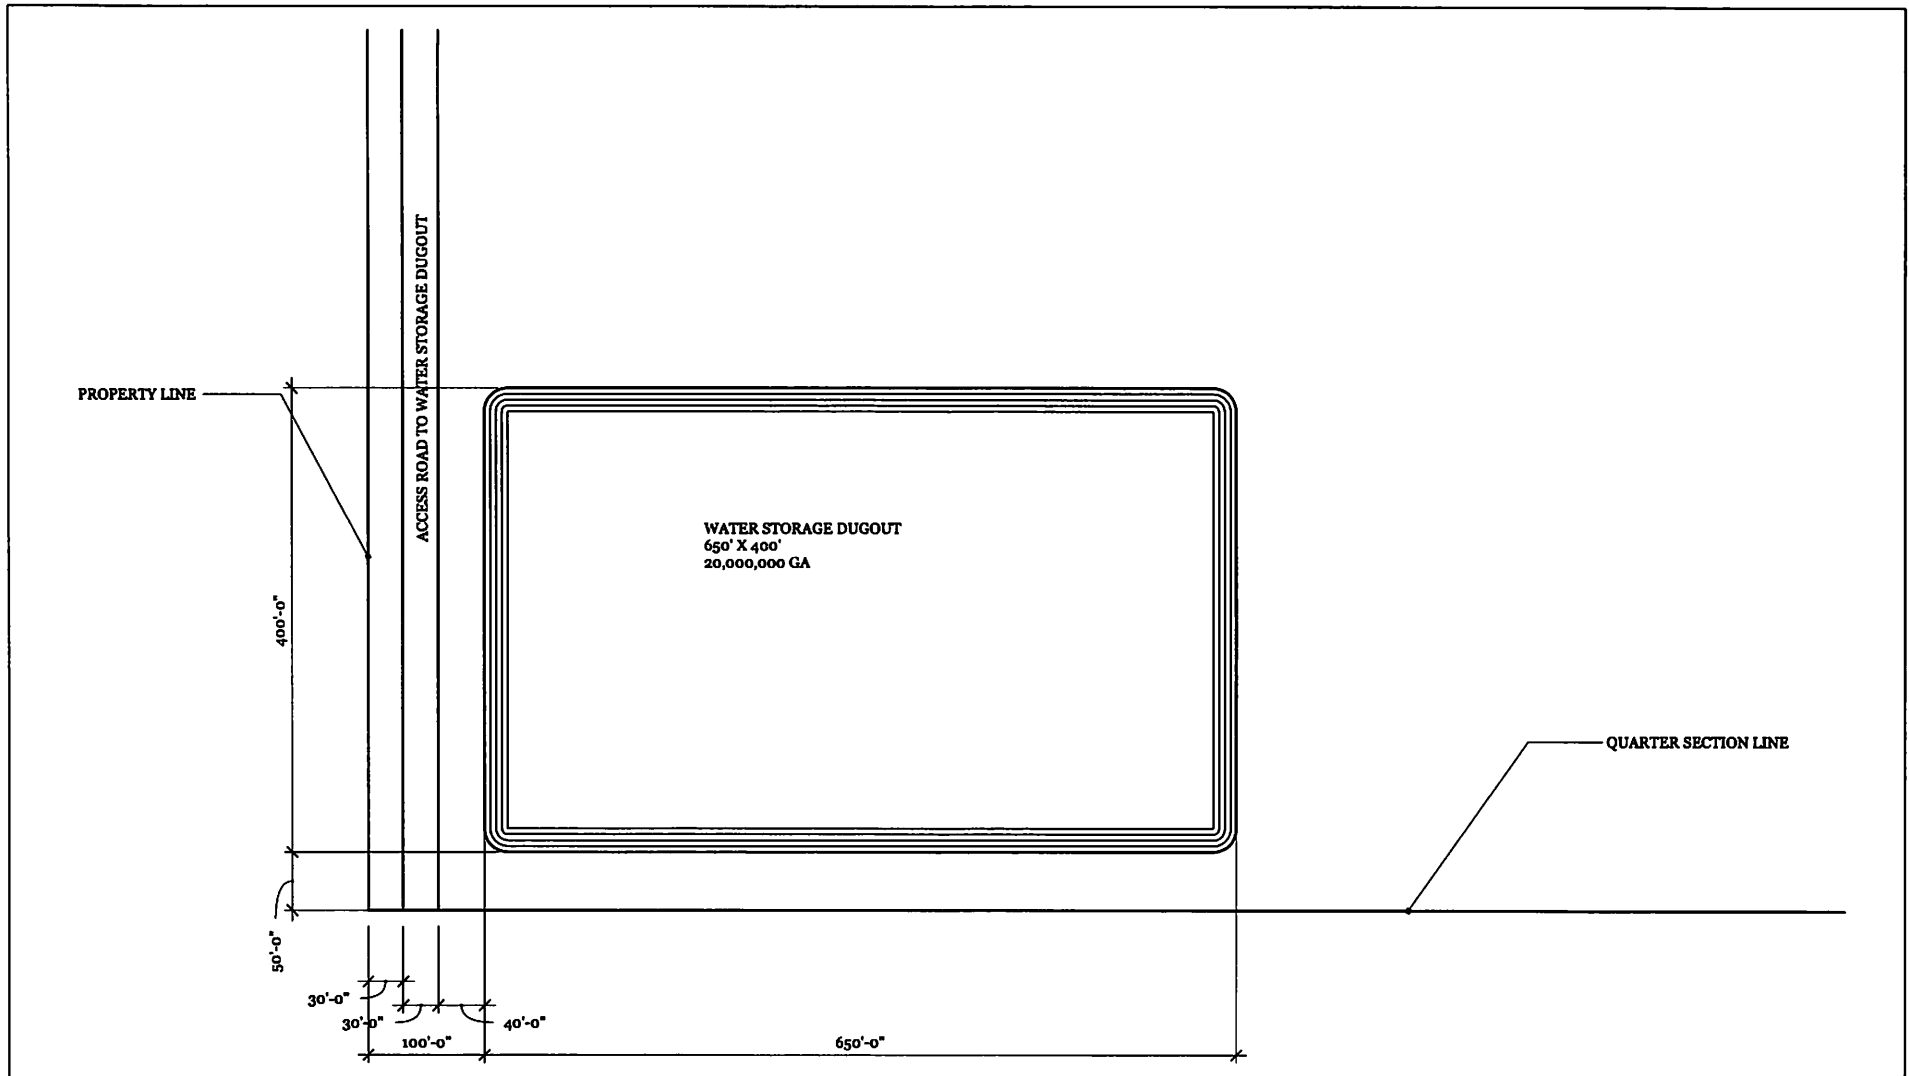 ACCESS ROAD TO WATER STORAGE DUGOUT
PROPERTY LINE
WATER STORAGE DUGOUT
650' X 400'
20,000,000 GA
400'-0"
QUARTER SECTION LINE
50'-0"
30'-0"
30'-0"
40'-0"
100'-0"
650'-0"